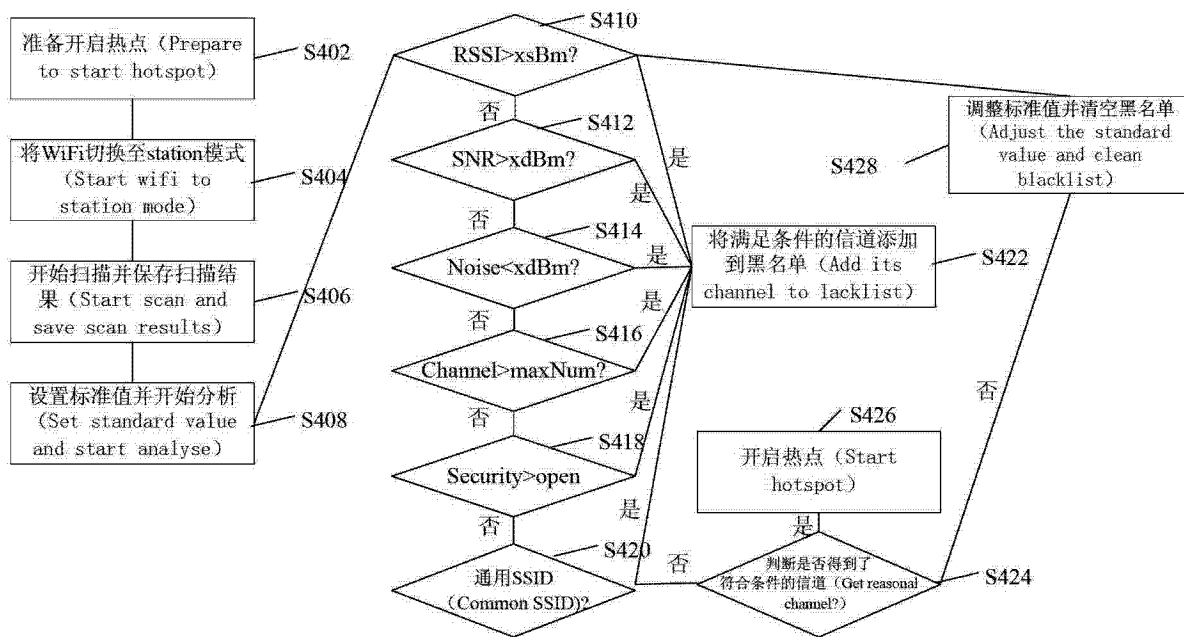 准备开启热点（Prepare
to start hotspot）
S402
将WiFi切换至station模式
（Start wifi to
station mode）
S404
开始扫描并保存扫描结
果（Start scan and
save scan results）
S406
设置标准值并开始分析
（Set standard value
and start analyse）
S408
RSSI>xsBm?
S410
否
SNR>xdBm?
S412
否
Noise<xdBm?
S414
否
Channel>maxNum?
S416
否
Security>open
S418
否
通用SSID
（Common SSID)?
S420
是
是
是
是
是
是
将满足条件的信道添加
到黑名单（Add its
channel to lacklist）
S422
否
判断是否得到了
符合条件的信道（Get reasonal
channel?）
S424
是
开启热点（Start
hotspot）
S426
否
调整标准值并清空黑名单
（Adjust the standard
value and clean
blacklist）
S428